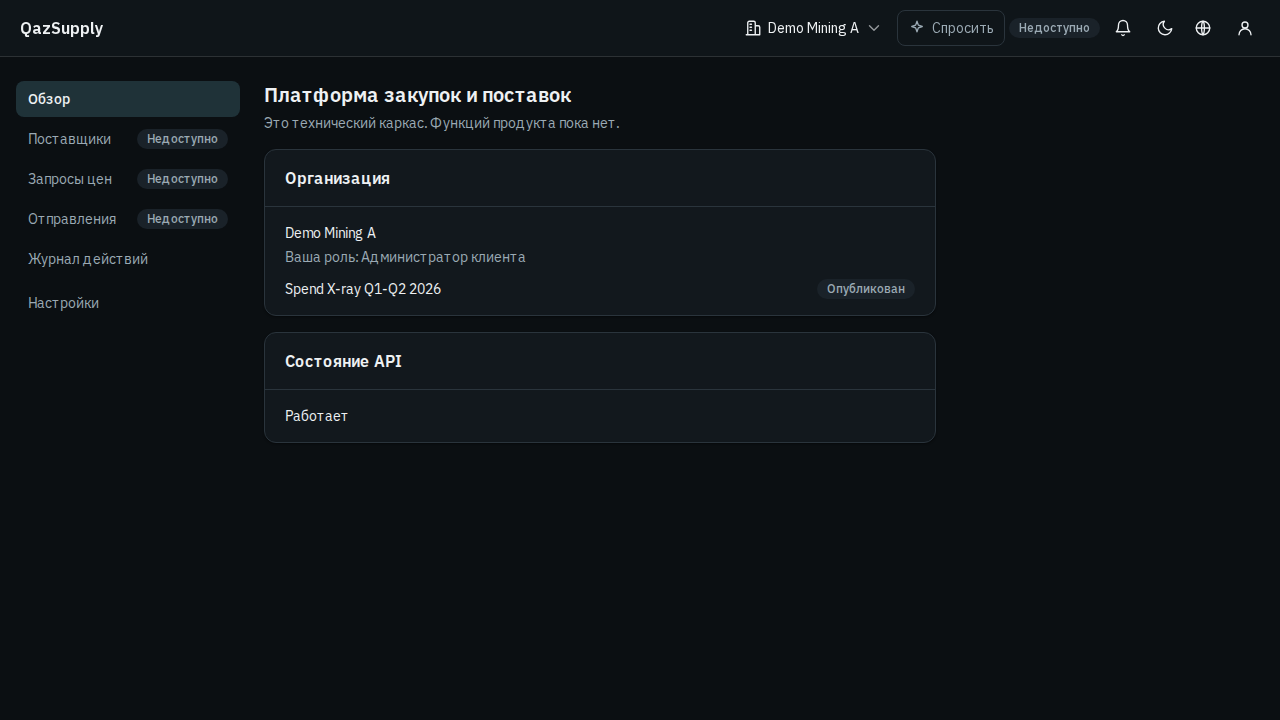 QazSupply
Demo Mining A
Спросить
Недоступно
Обзор
Поставщики Недоступно
Запросы цен Недоступно
Отправления Недоступно
Журнал действий
Настройки
Платформа закупок и поставок
Это технический каркас. Функций продукта пока нет.
Организация
Demo Mining A
Ваша роль: Администратор клиента
Spend X-ray Q1-Q2 2026 Опубликован
Состояние API
Работает